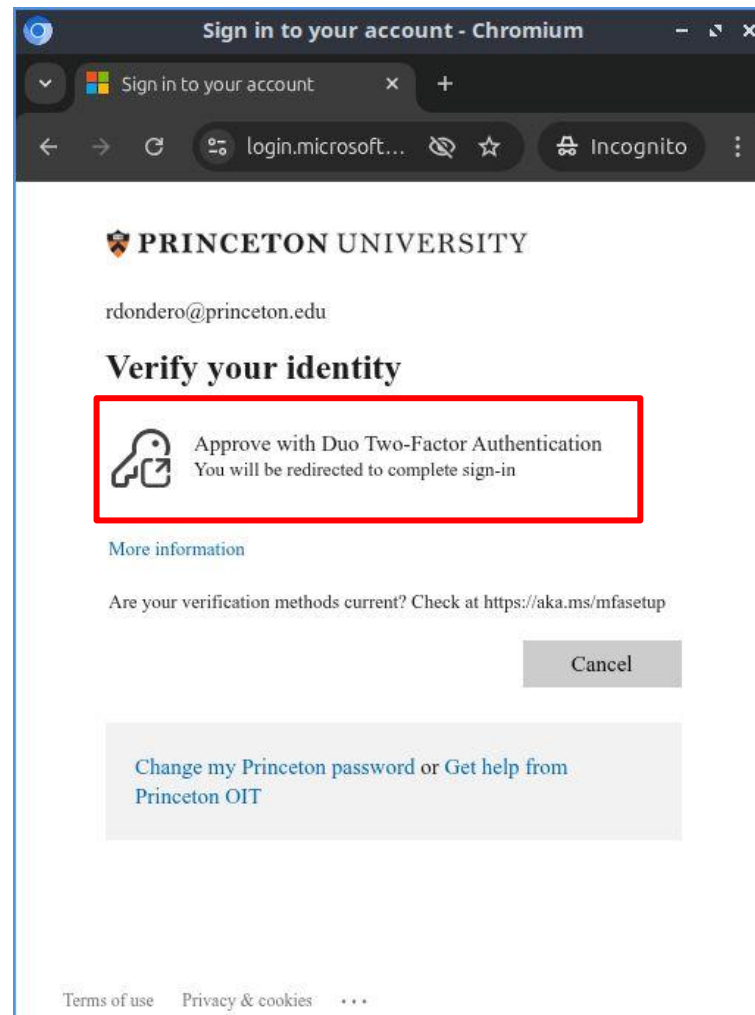 Sign in to your account - Chromium
Sign in to your account
login.microsoft... Incognito
PRINCETON UNIVERSITY
rdondero@princeton.edu
Verify your identity
Approve with Duo Two-Factor Authentication
You will be redirected to complete sign-in
More information
Are your verification methods current? Check at https://aka.ms/mfasetup
Cancel
Change my Princeton password or Get help from
Princeton OIT
Terms of use Privacy & cookies ...